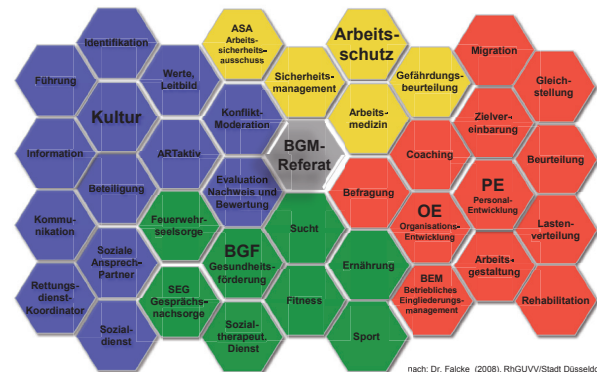 Führung
Information
Kommu-
nikation
Rettungs-
dienst-
Koordinator
Identifikation
Kultur
Beteiligung
Soziale
Ansprech-
Partner
Sozial-
dienst
Werte,
Leitbild
ARTaktiv
Feuerwehr-
seelsorge
SEG
Gesprächs-
nachsorge
ASA
Arbeits-
sicherheits-
ausschuss
Konflikt-
Moderation
Evaluation
Nachweis und
Bewertung
BGF
Gesundheits-
förderung
Sozial-
therapeut.
Dienst
Sicherheits-
management
BGM-
Referat
Sucht
Fitness
Arbeits-
schutz
Arbeits-
medizin
Befragung
Ernährung
Sport
Gefährdungs-
beurteilung
Coaching
OE
Organisations-
Entwicklung
BEM
Betriebliches
Eingliederungs-
management
Migration
Zielver-
einbarung
PE
Personal-
Entwicklung
Arbeits-
gestaltung
Gleich-
stellung
Beurteilung
Lasten-
verteilung
Rehabilitation
nach: Dr. Falcke (2008), RhGUVV/Stadt Düsseldo